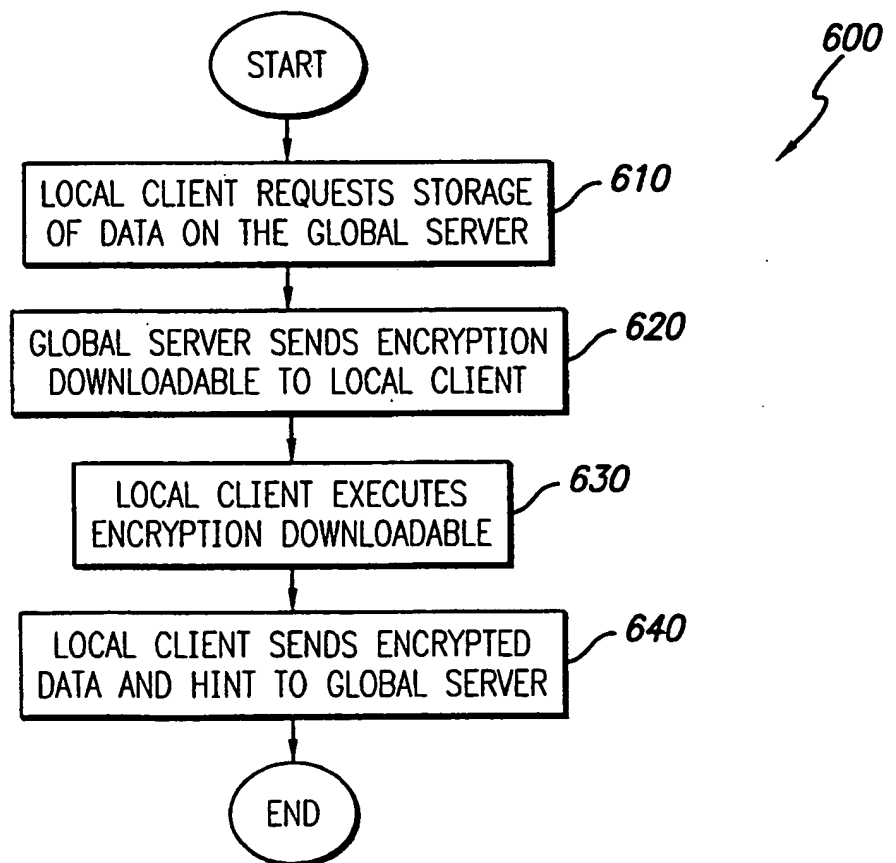 START
600
LOCAL CLIENT REQUESTS STORAGE
OF DATA ON THE GLOBAL SERVER
610
GLOBAL SERVER SENDS ENCRYPTION
DOWNLOADABLE TO LOCAL CLIENT
620
LOCAL CLIENT EXECUTES
ENCRYPTION DOWNLOADABLE
630
LOCAL CLIENT SENDS ENCRYPTED
DATA AND HINT TO GLOBAL SERVER
640
END